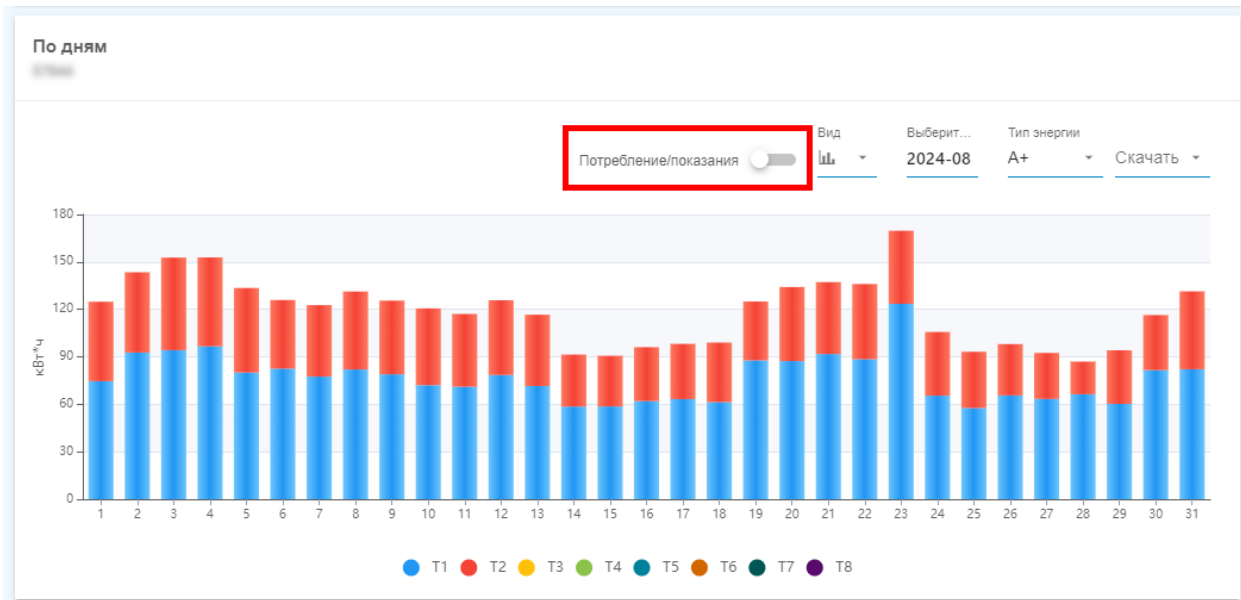 По дням
Вид
Выберит...
Тип энергии
Потребление/показания
2024-08
A+
Скачать
180
150
120
90
60
30
0
кВт*ч
1 2 3 4 5 6 7 8 9 10 11 12 13 14 15 16 17 18 19 20 21 22 23 24 25 26 27 28 29 30 31
T1 T2 T3 T4 T5 T6 T7 T8